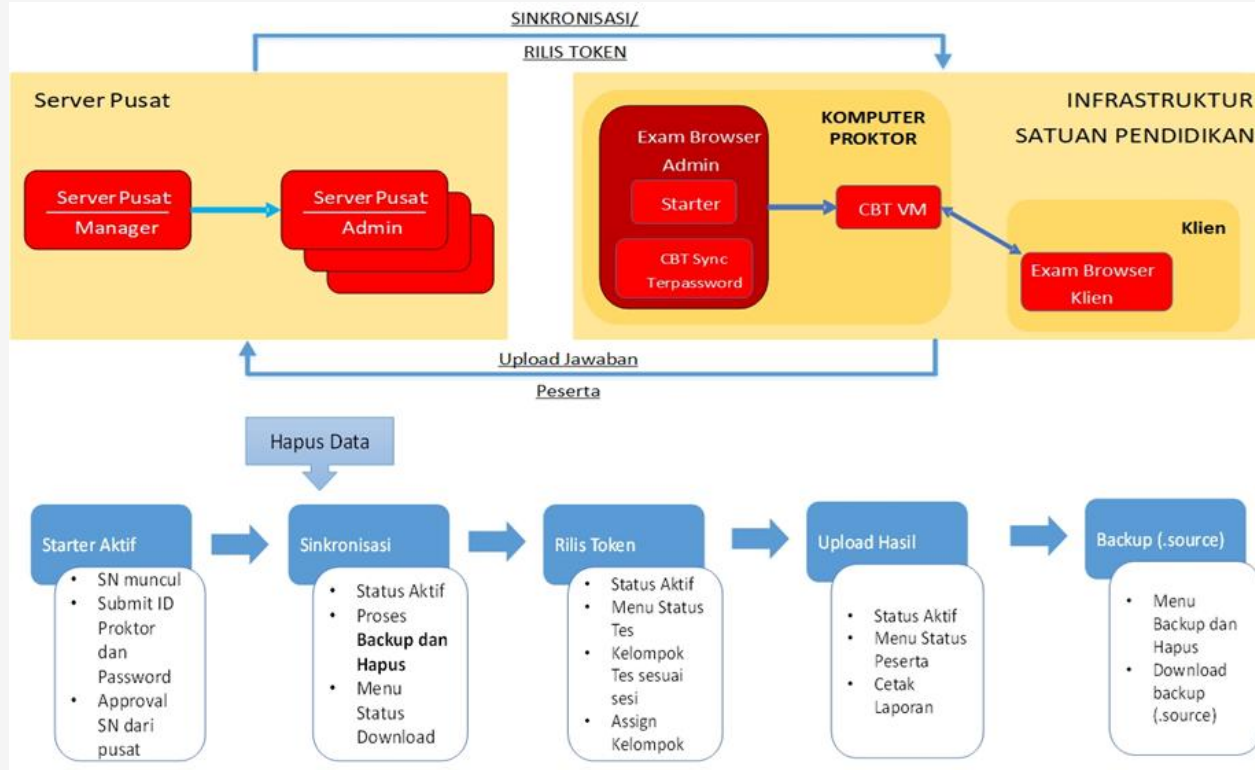 SINKRONISASI/
RILIS TOKEN
Server Pusat
Server Pusat
Manager
Server Pusat
Admin
INFRASTRUKTUR
SATUAN PENDIDIKAN
KOMPUTER
PROKTOR
Exam Browser
Admin
Starter
CBT Sync
Terpassword
CBT VM
Klien
Exam Browser
Klien
Upload Jawaban
Peserta
Hapus Data
Starter Aktif
• SN muncul
• Submit ID
Proktor
dan
Password
• Approval
SN dari
pusat
Sinkronisasi
• Status Aktif
• Proses
Backup dan
Hapus
• Menu
Status
Download
Rilis Token
• Status Aktif
• Menu Status
Tes
• Kelompok
Tes sesuai
sesi
• Assign
Kelompok
Upload Hasil
• Status Aktif
• Menu Status
Peserta
• Cetak
Laporan
Backup (.source)
• Menu
Backup dan
Hapus
• Download
backup
(.source)